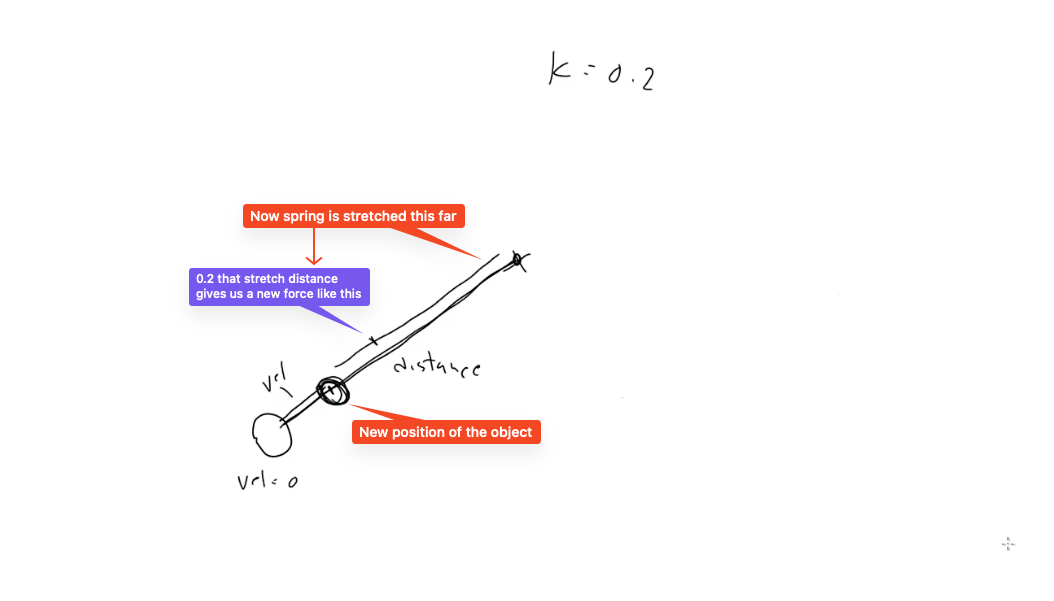 k = 0.2
Now spring is stretched this far
0.2 that stretch distance
gives us a new force like this
distance
vel
New position of the object
vel = 0